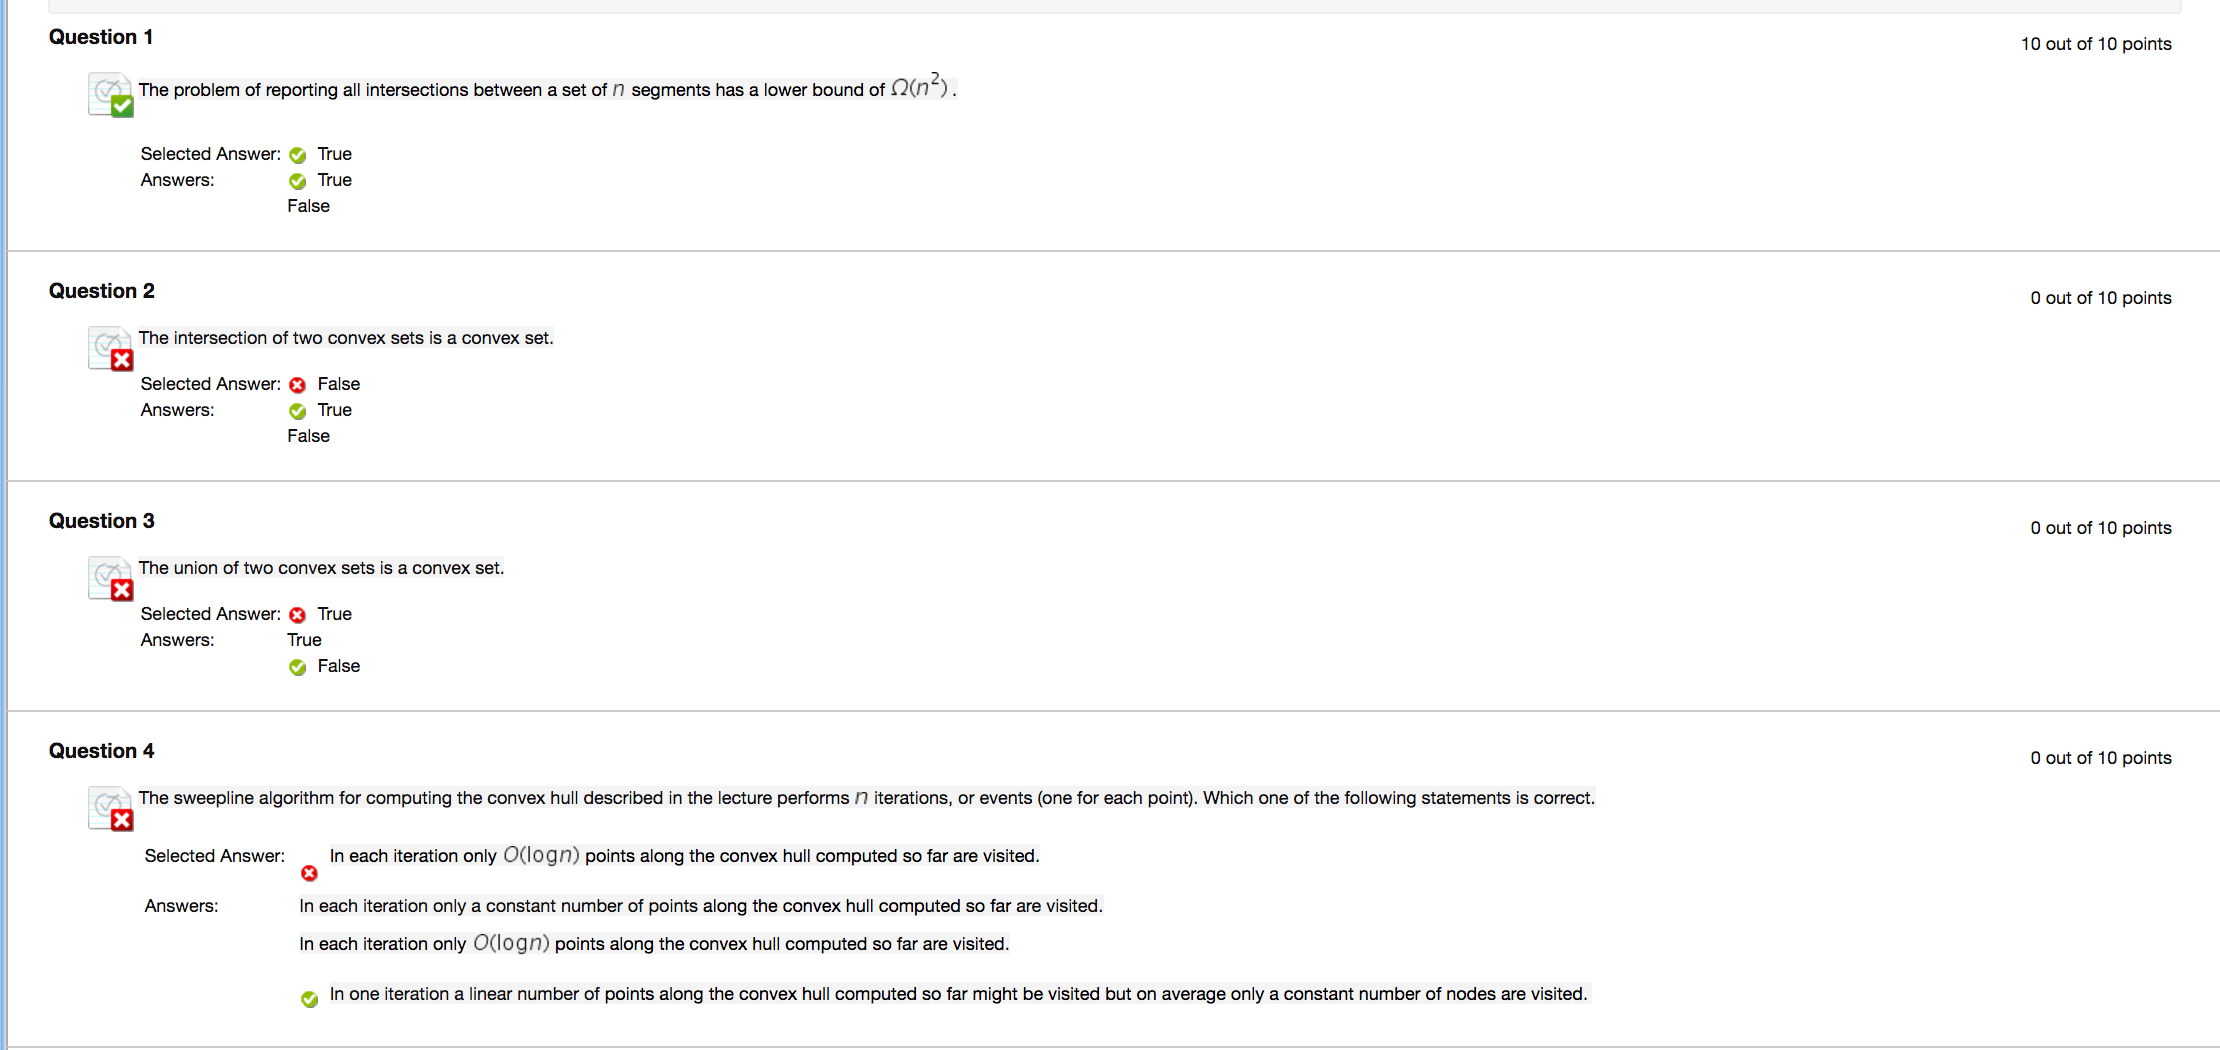 Question 1
10 out of 10 points
The problem of reporting all intersections between a set of n segments has a lower bound of Ω(n²).
Selected Answer: True
Answers: True
False
Question 2
0 out of 10 points
The intersection of two convex sets is a convex set.
Selected Answer: False
Answers: True
False
Question 3
0 out of 10 points
The union of two convex sets is a convex set.
Selected Answer: True
Answers: True
False
Question 4
0 out of 10 points
The sweepline algorithm for computing the convex hull described in the lecture performs n iterations, or events (one for each point). Which one of the following statements is correct.
Selected Answer: In each iteration only O(logn) points along the convex hull computed so far are visited.
Answers: In each iteration only a constant number of points along the convex hull computed so far are visited.
In each iteration only O(logn) points along the convex hull computed so far are visited.
In one iteration a linear number of points along the convex hull computed so far might be visited but on average only a constant number of nodes are visited.